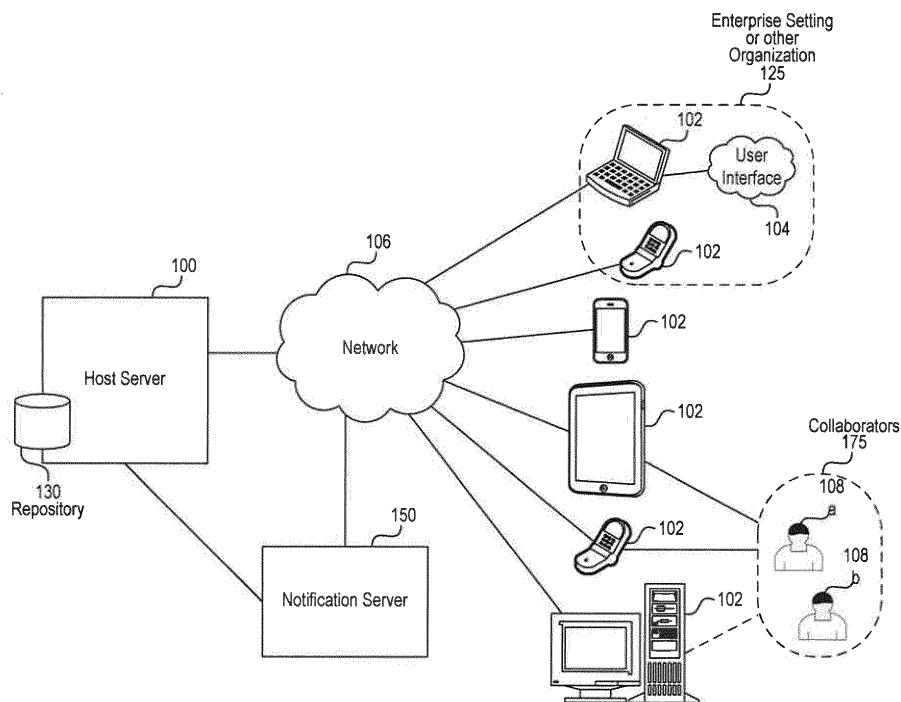 Enterprise Setting
or other
Organization
125
102
User
Interface
104
102
106
Network
100
Host Server
130
Repository
102
102
Collaborators
175
108
a
102
108
b
150
Notification Server
102